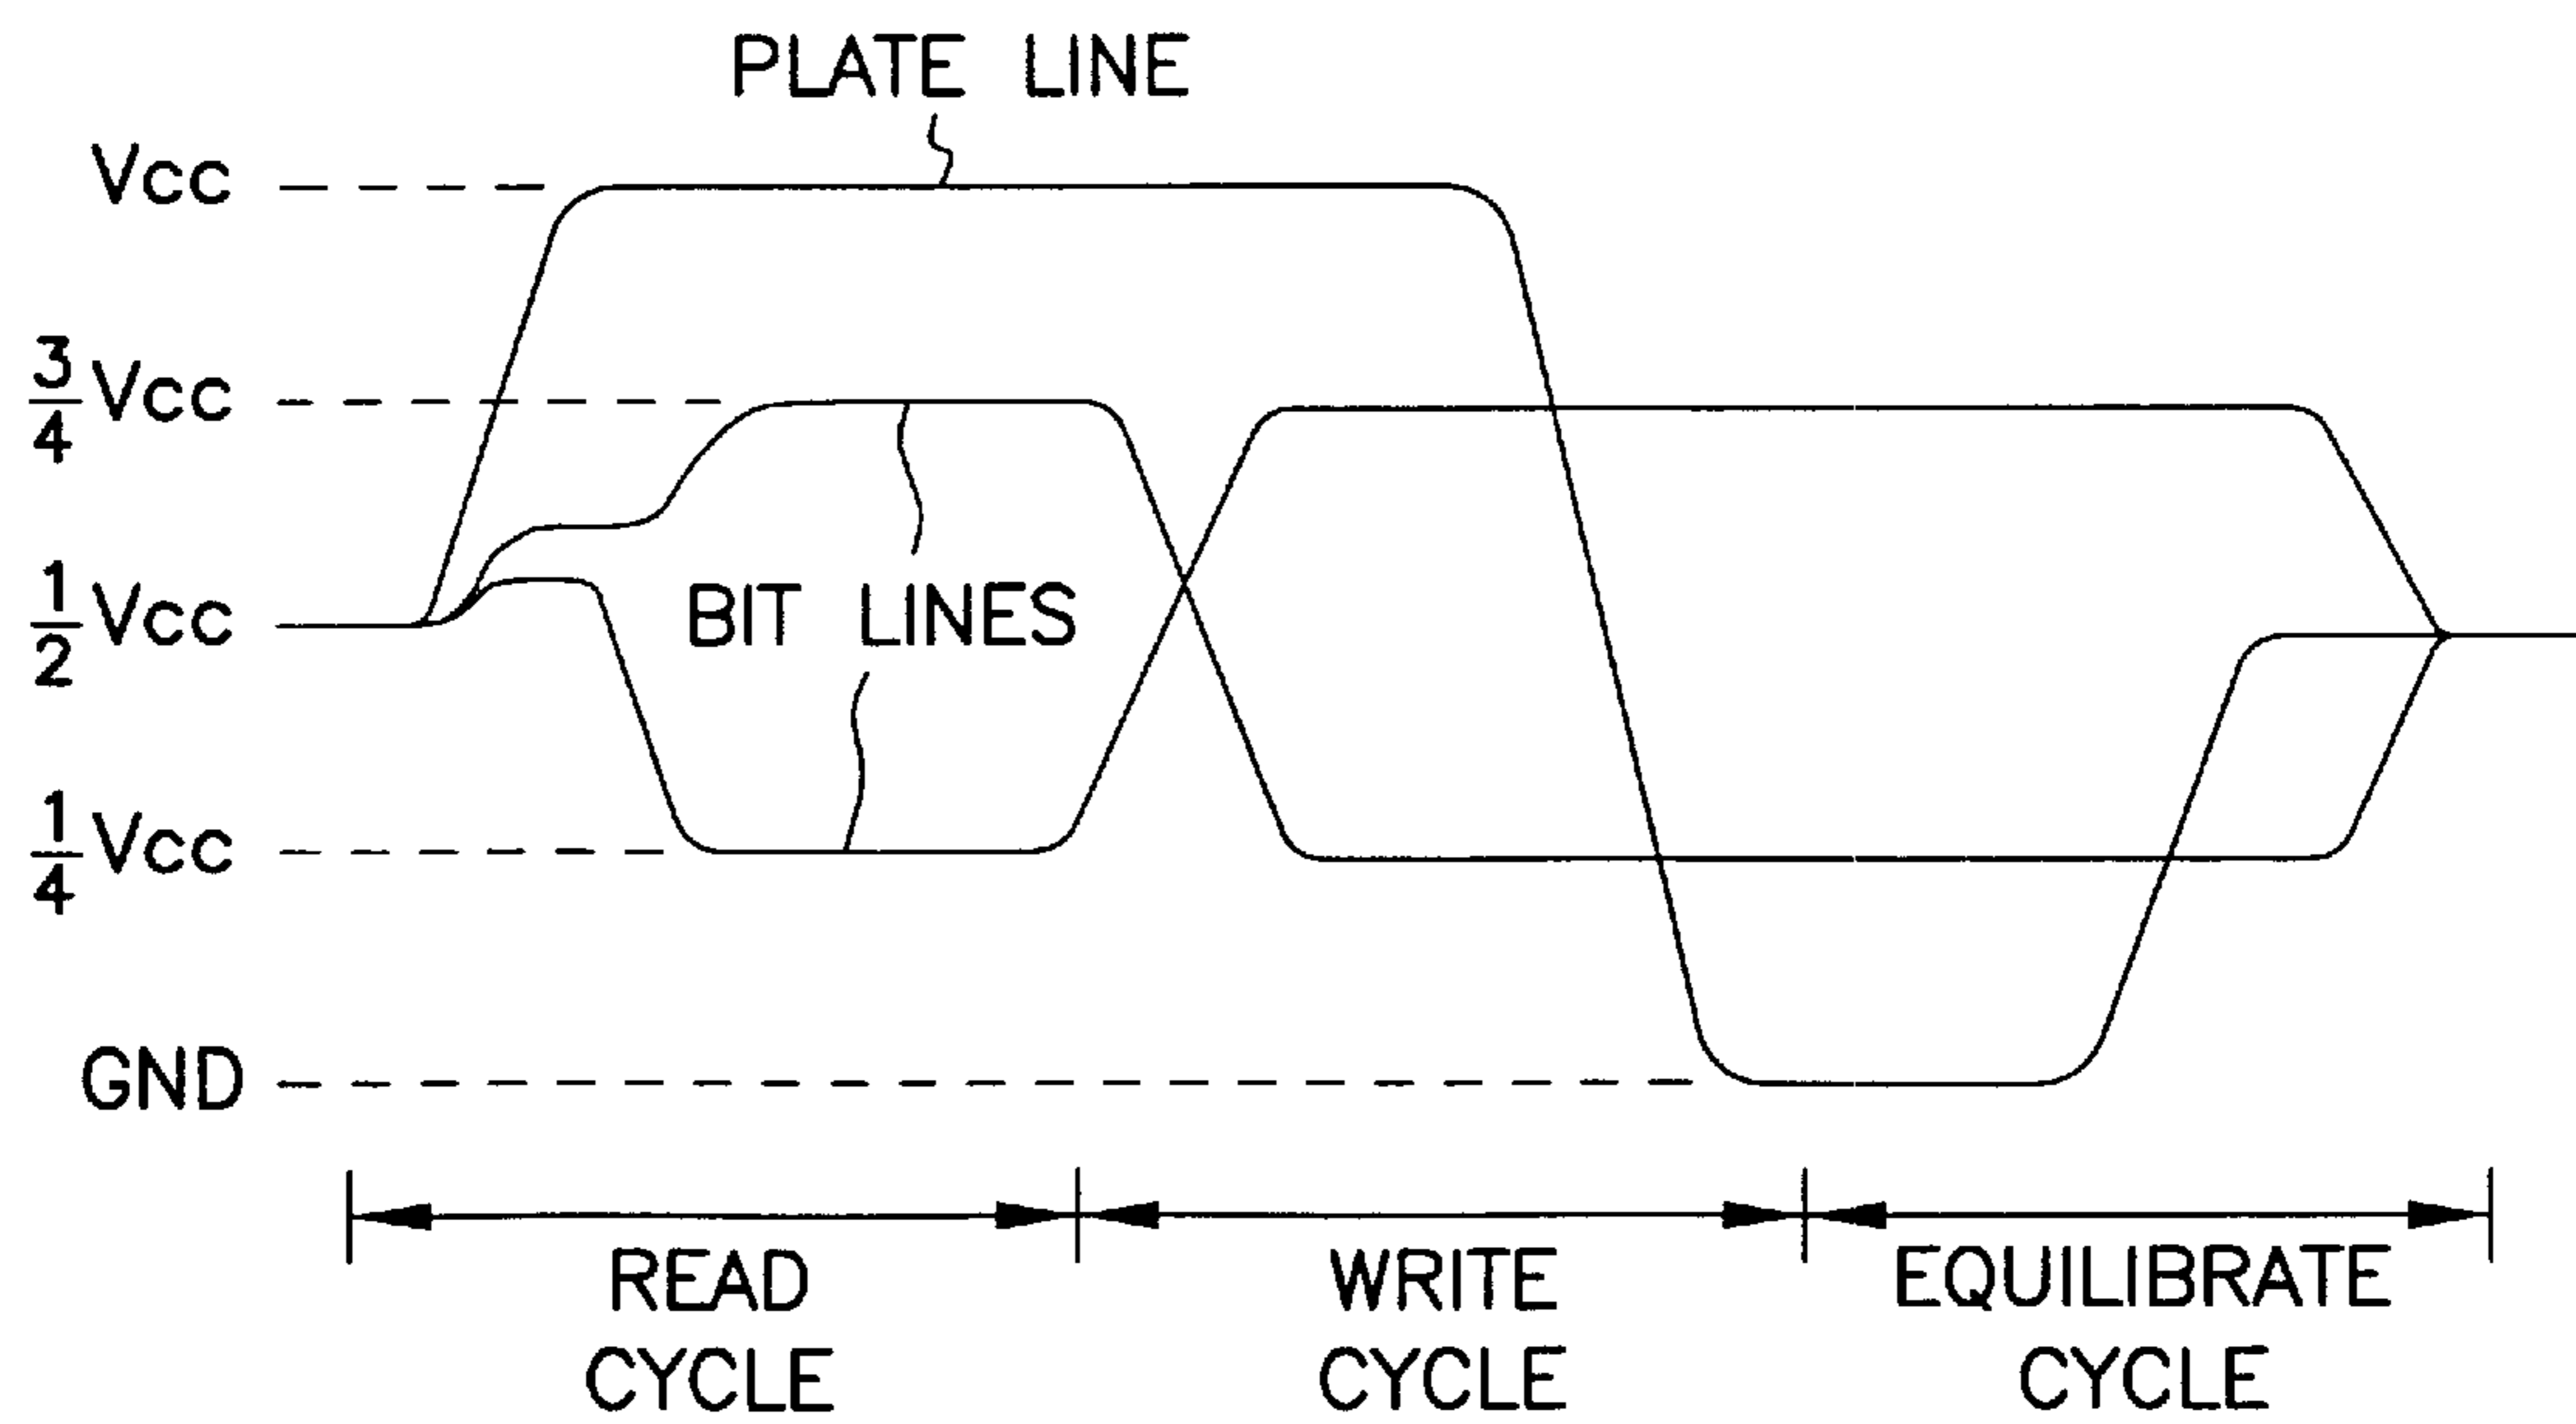 PLATE LINE
Vcc
3/4 Vcc
1/2 Vcc
BIT LINES
1/4 Vcc
GND
READ CYCLE
WRITE CYCLE
EQUILIBRATE CYCLE